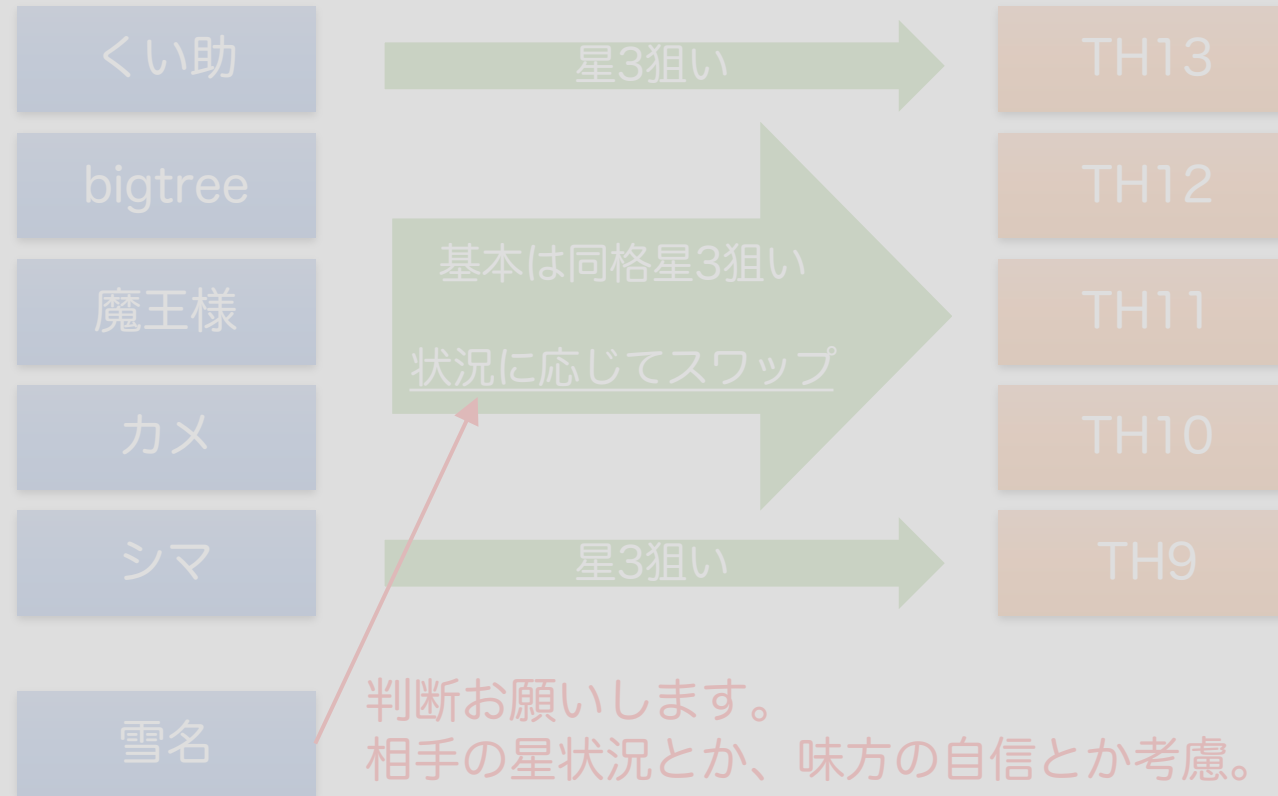 くい助
星3狙い
TH13
bigtree
TH12
基本は同格星3狙い
魔王様
TH11
状況に応じてスワップ
カメ
TH10
シマ
星3狙い
TH9
雪名
判断お願いします。
相手の星状況とか、味方の自信とか考慮。